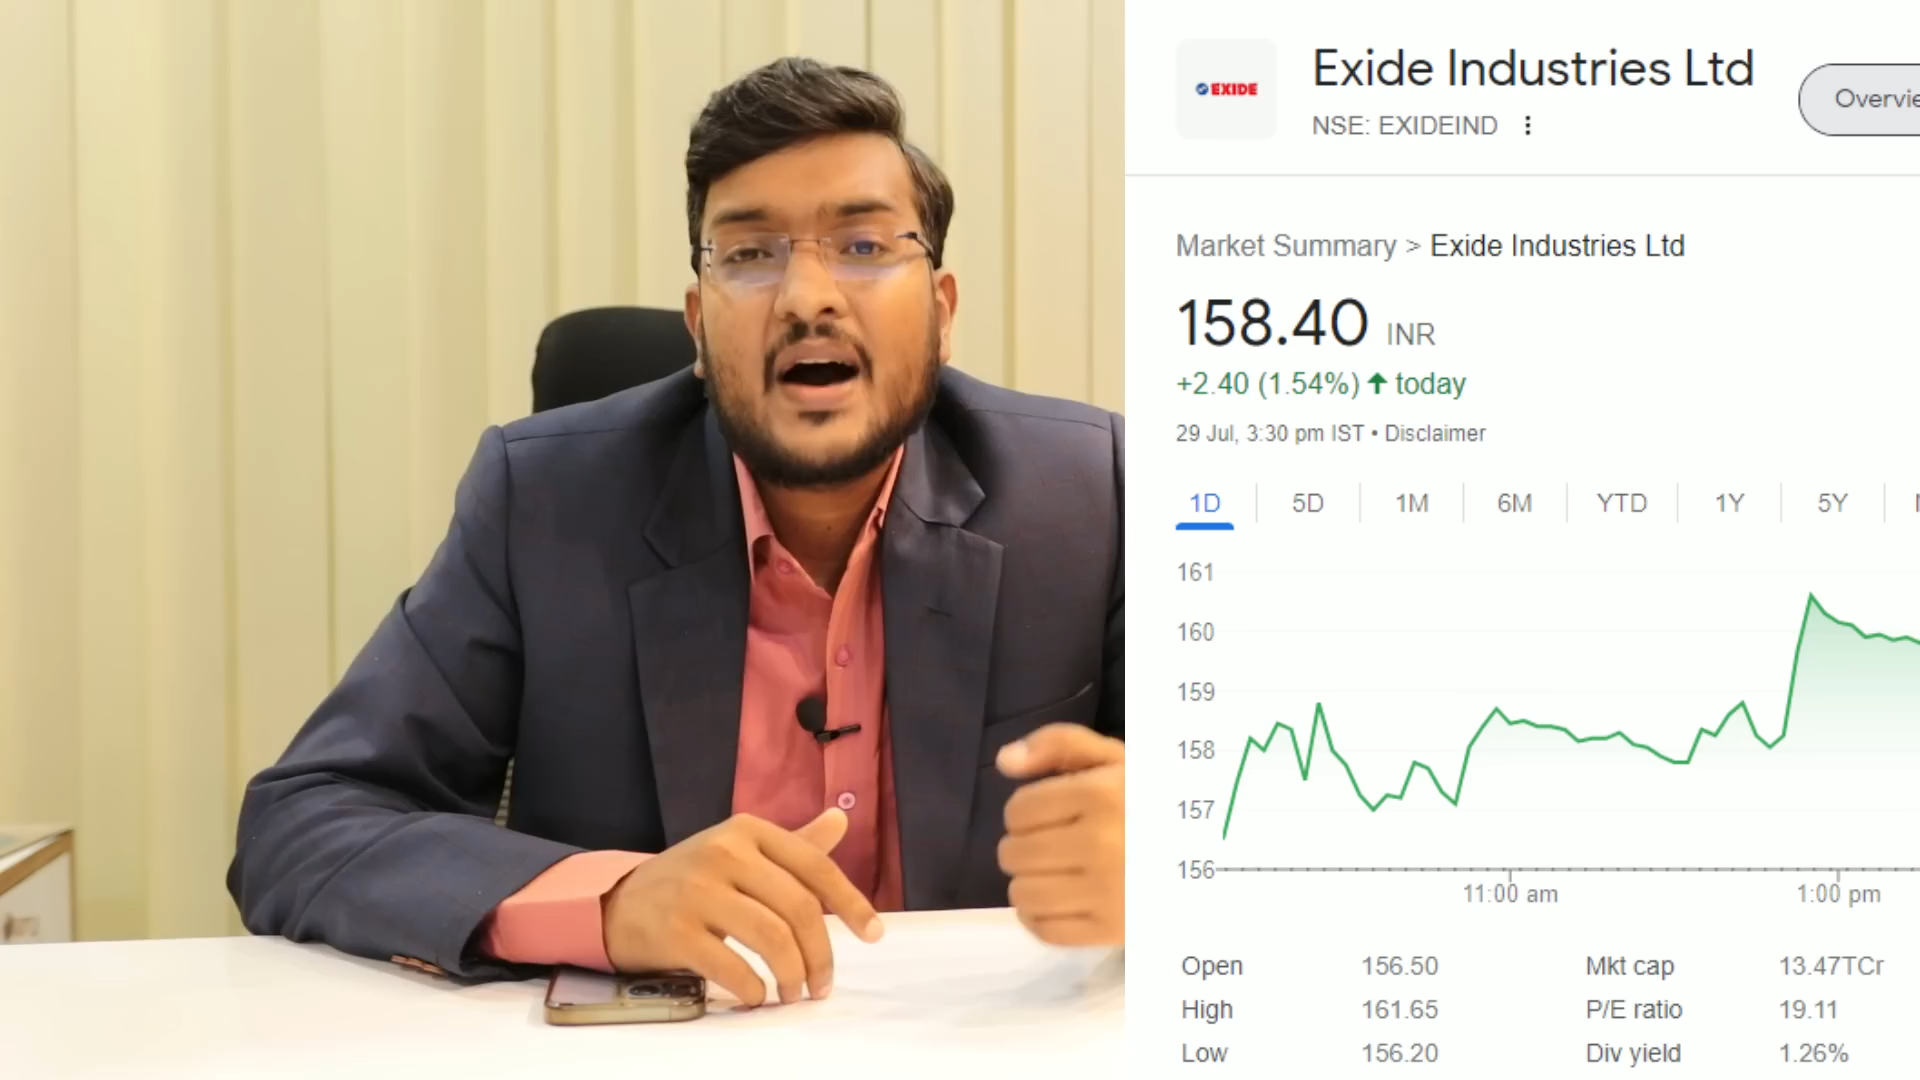 EXIDE
Exide Industries Ltd
NSE: EXIDEIND
Overvie
Market Summary > Exide Industries Ltd
158.40 INR
+2.40 (1.54%) ↑ today
29 Jul, 3:30 pm IST • Disclaimer
1D 5D 1M 6M YTD 1Y 5Y
161
160
159
158
157
156
11:00 am 1:00 pm
Open 156.50 Mkt cap 13.47TCr
High 161.65 P/E ratio 19.11
Low 156.20 Div yield 1.26%